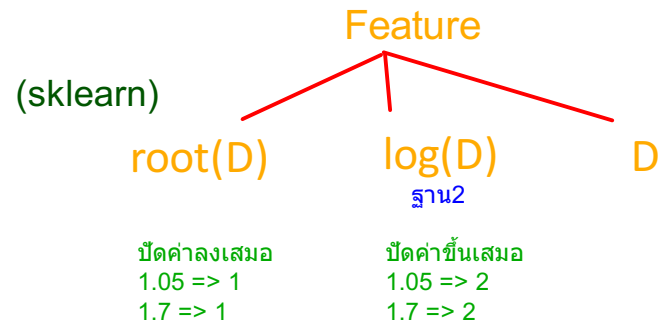 Feature
(sklearn)
root(D) log(D) D
ฐาน2
ปัดค่าลงเสมอ ปัดค่าขึ้นเสมอ
1.05 => 1 1.05 => 2
1.7 => 1 1.7 => 2